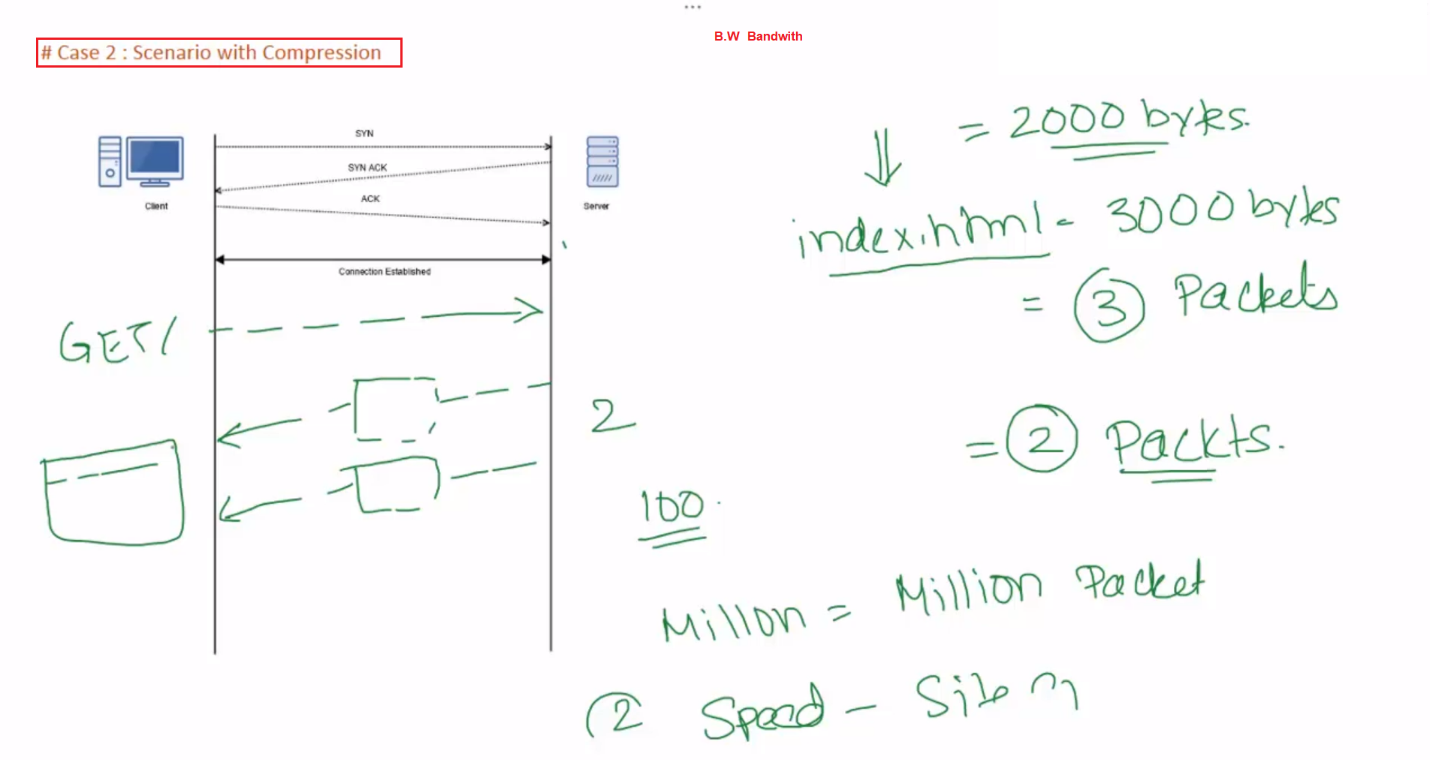 B.W Bandwith
# Case 2 : Scenario with Compression
SYN
SYN ACK
ACK
Client
Server
Connection Established
GET/
= 2000 bytes.
index.html = 3000 bytes
= 3 Packets
2
= 2 Packts.
100
Millon = Million Packet
2 Speed -